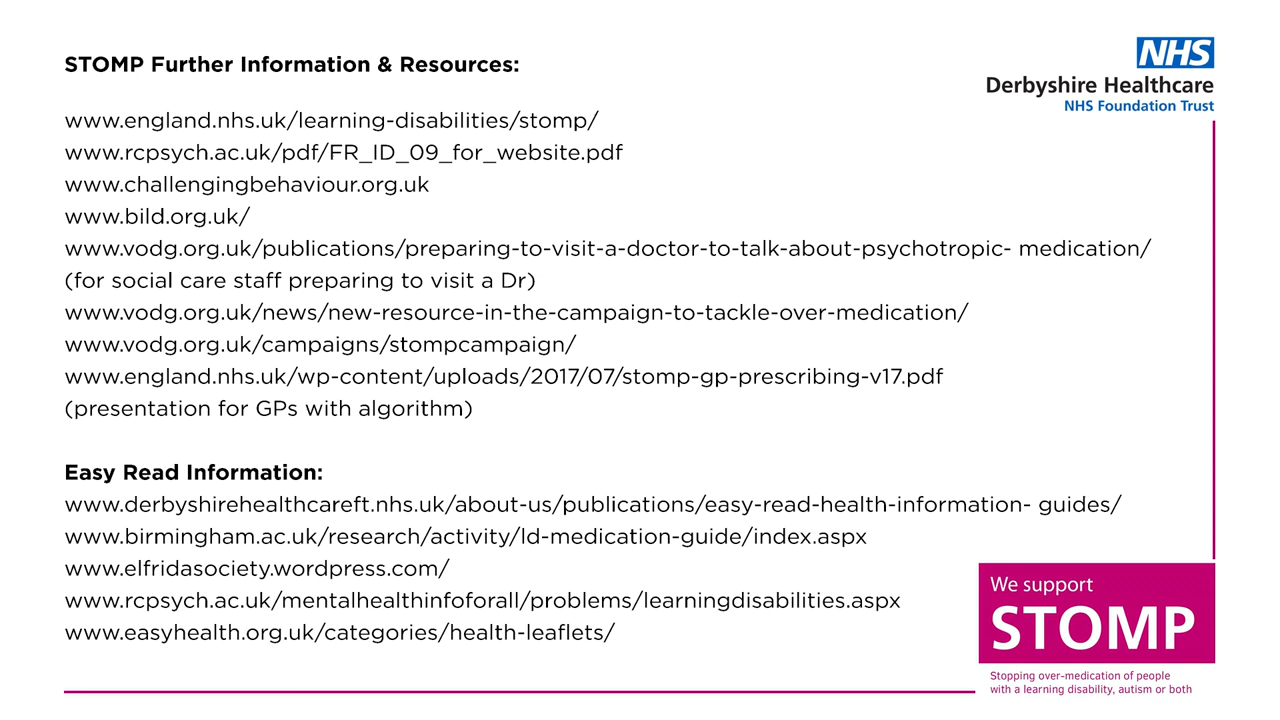 STOMP Further Information & Resources:
NHS
Derbyshire Healthcare
NHS Foundation Trust
www.england.nhs.uk/learning-disabilities/stomp/
www.rcpsych.ac.uk/pdf/FR_ID_09_for_website.pdf
www.challengingbehaviour.org.uk
www.bild.org.uk/
www.vodg.org.uk/publications/preparing-to-visit-a-doctor-to-talk-about-psychotropic- medication/
(for social care staff preparing to visit a Dr)
www.vodg.org.uk/news/new-resource-in-the-campaign-to-tackle-over-medication/
www.vodg.org.uk/campaigns/stompcampaign/
www.england.nhs.uk/wp-content/uploads/2017/07/stomp-gp-prescribing-v17.pdf
(presentation for GPs with algorithm)
Easy Read Information:
www.derbyshirehealthcareft.nhs.uk/about-us/publications/easy-read-health-information- guides/
www.birmingham.ac.uk/research/activity/ld-medication-guide/index.aspx
www.elfridasociety.wordpress.com/
www.rcpsych.ac.uk/mentalhealthinfoforall/problems/learningdisabilities.aspx
www.easyhealth.org.uk/categories/health-leaflets/
We support
STOMP
Stopping over-medication of people
with a learning disability, autism or both